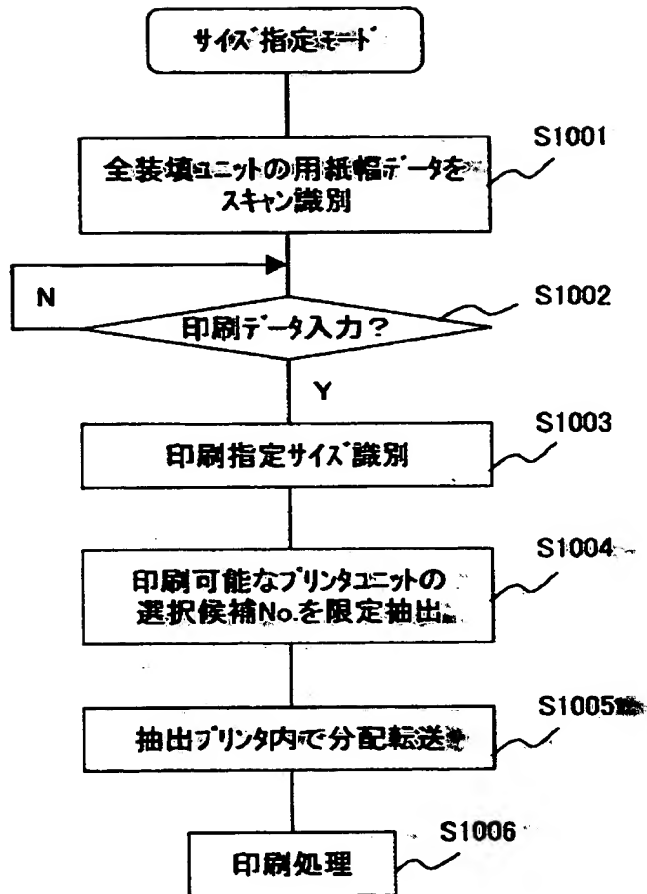 サイズ指定モード
S1001
全装填ユニットの用紙幅データを
スキャン識別
N
S1002
印刷データ入力？
Y
S1003
印刷指定サイズ識別
S1004
印刷可能なプリンタユニットの
選択候補No.を限定抽出
S1005
抽出プリンタ内で分配転送
S1006
印刷処理